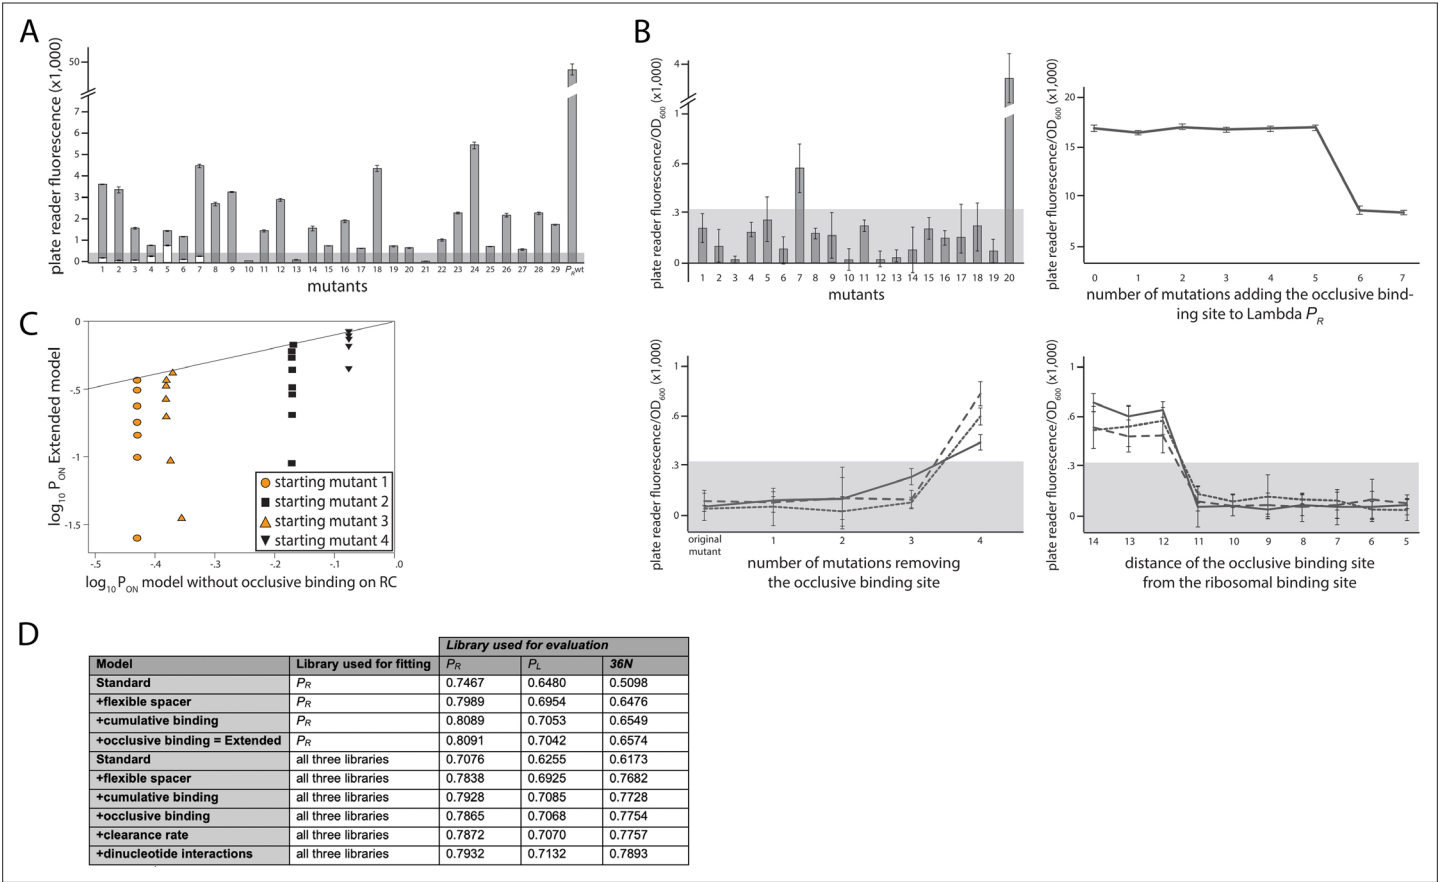 A
plate reader fluorescence (x1,000)
50
7
6
5
4
3
2
1
0
1 2 3 4 5 6 7 8 9 10 11 12 13 14 15 16 17 18 19 20 21 22 23 24 25 26 27 28 29 PRwt
mutants
B
plate reader fluorescence/OD600 (x1,000)
4
1
.6
.3
0
1 2 3 4 5 6 7 8 9 10 11 12 13 14 15 16 17 18 19 20
mutants
plate reader fluorescence/OD600 (x1,000)
20
15
10
5
0 1 2 3 4 5 6 7
number of mutations adding the occlusive bind-
ing site to Lambda PR
plate reader fluorescence/OD600 (x1,000)
1
.6
.3
0
original
mutant
1 2 3 4
number of mutations removing
the occlusive binding site
plate reader fluorescence/OD600 (x1,000)
1
.6
.3
0
14 13 12 11 10 9 8 7 6 5
distance of the occlusive binding site
from the ribosomal binding site
C
log10 PON Extended model
0
-.5
-1
-1.5
starting mutant 1
starting mutant 2
starting mutant 3
starting mutant 4
-.5 -.4 -.3 -.2 -.1 .0
log10 PON model without occlusive binding on RC
D
Library used for evaluation
Model Library used for fitting PR PL 36N
Standard PR 0.7467 0.6480 0.5098
+flexible spacer PR 0.7989 0.6954 0.6476
+cumulative binding PR 0.8089 0.7053 0.6549
+occlusive binding = Extended PR 0.8091 0.7042 0.6574
Standard all three libraries 0.7076 0.6255 0.6173
+flexible spacer all three libraries 0.7838 0.6925 0.7682
+cumulative binding all three libraries 0.7928 0.7085 0.7728
+occlusive binding all three libraries 0.7865 0.7068 0.7754
+clearance rate all three libraries 0.7872 0.7070 0.7757
+dinucleotide interactions all three libraries 0.7932 0.7132 0.7893